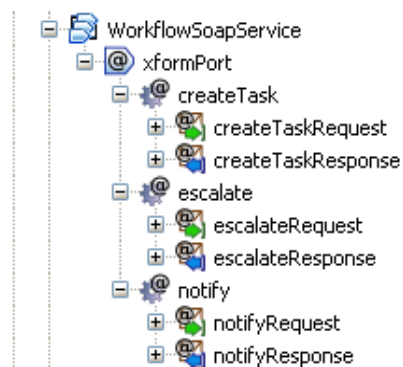 WorkflowSoapService
xformPort
createTask
createTaskRequest
createTaskResponse
escalate
escalateRequest
escalateResponse
notify
notifyRequest
notifyResponse